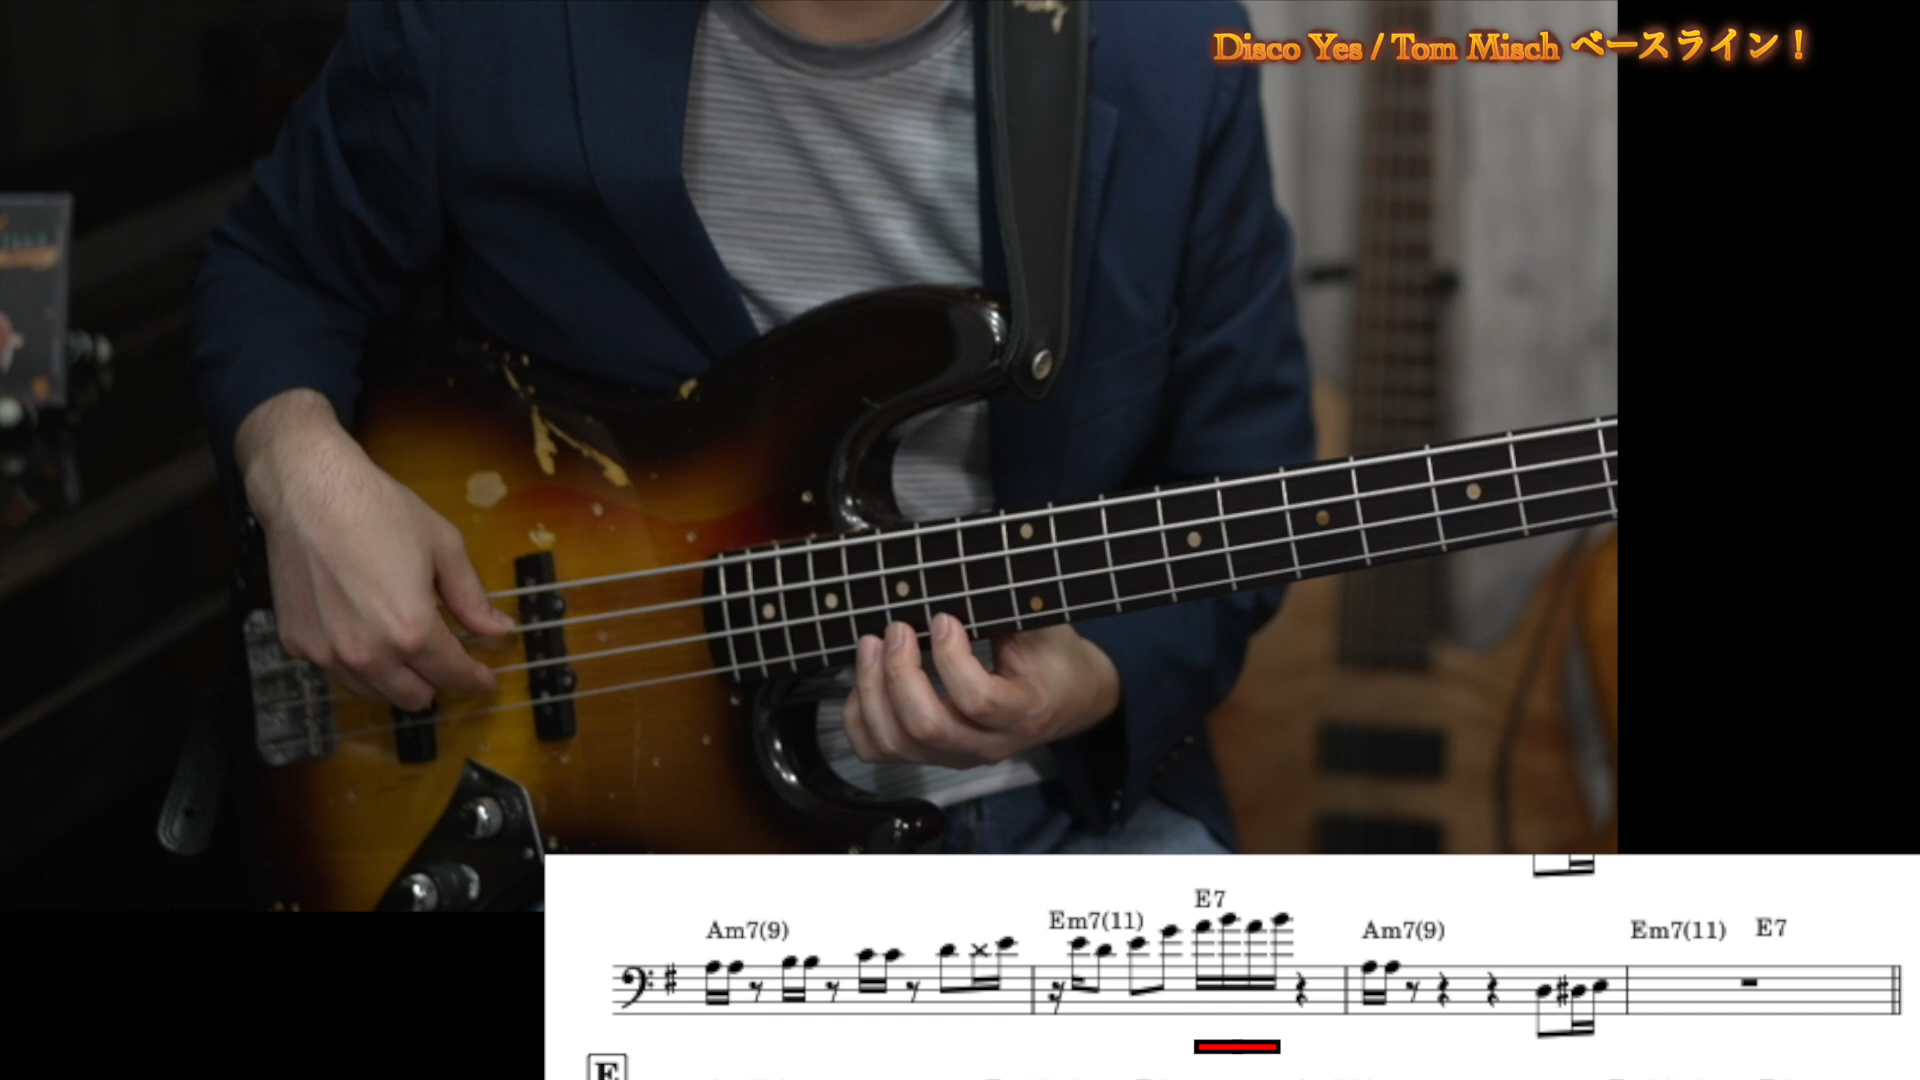 Disco Yes / Tom Misch ベースライン！
E7
Am7(9) Em7(11) Am7(9) Em7(11) E7
E